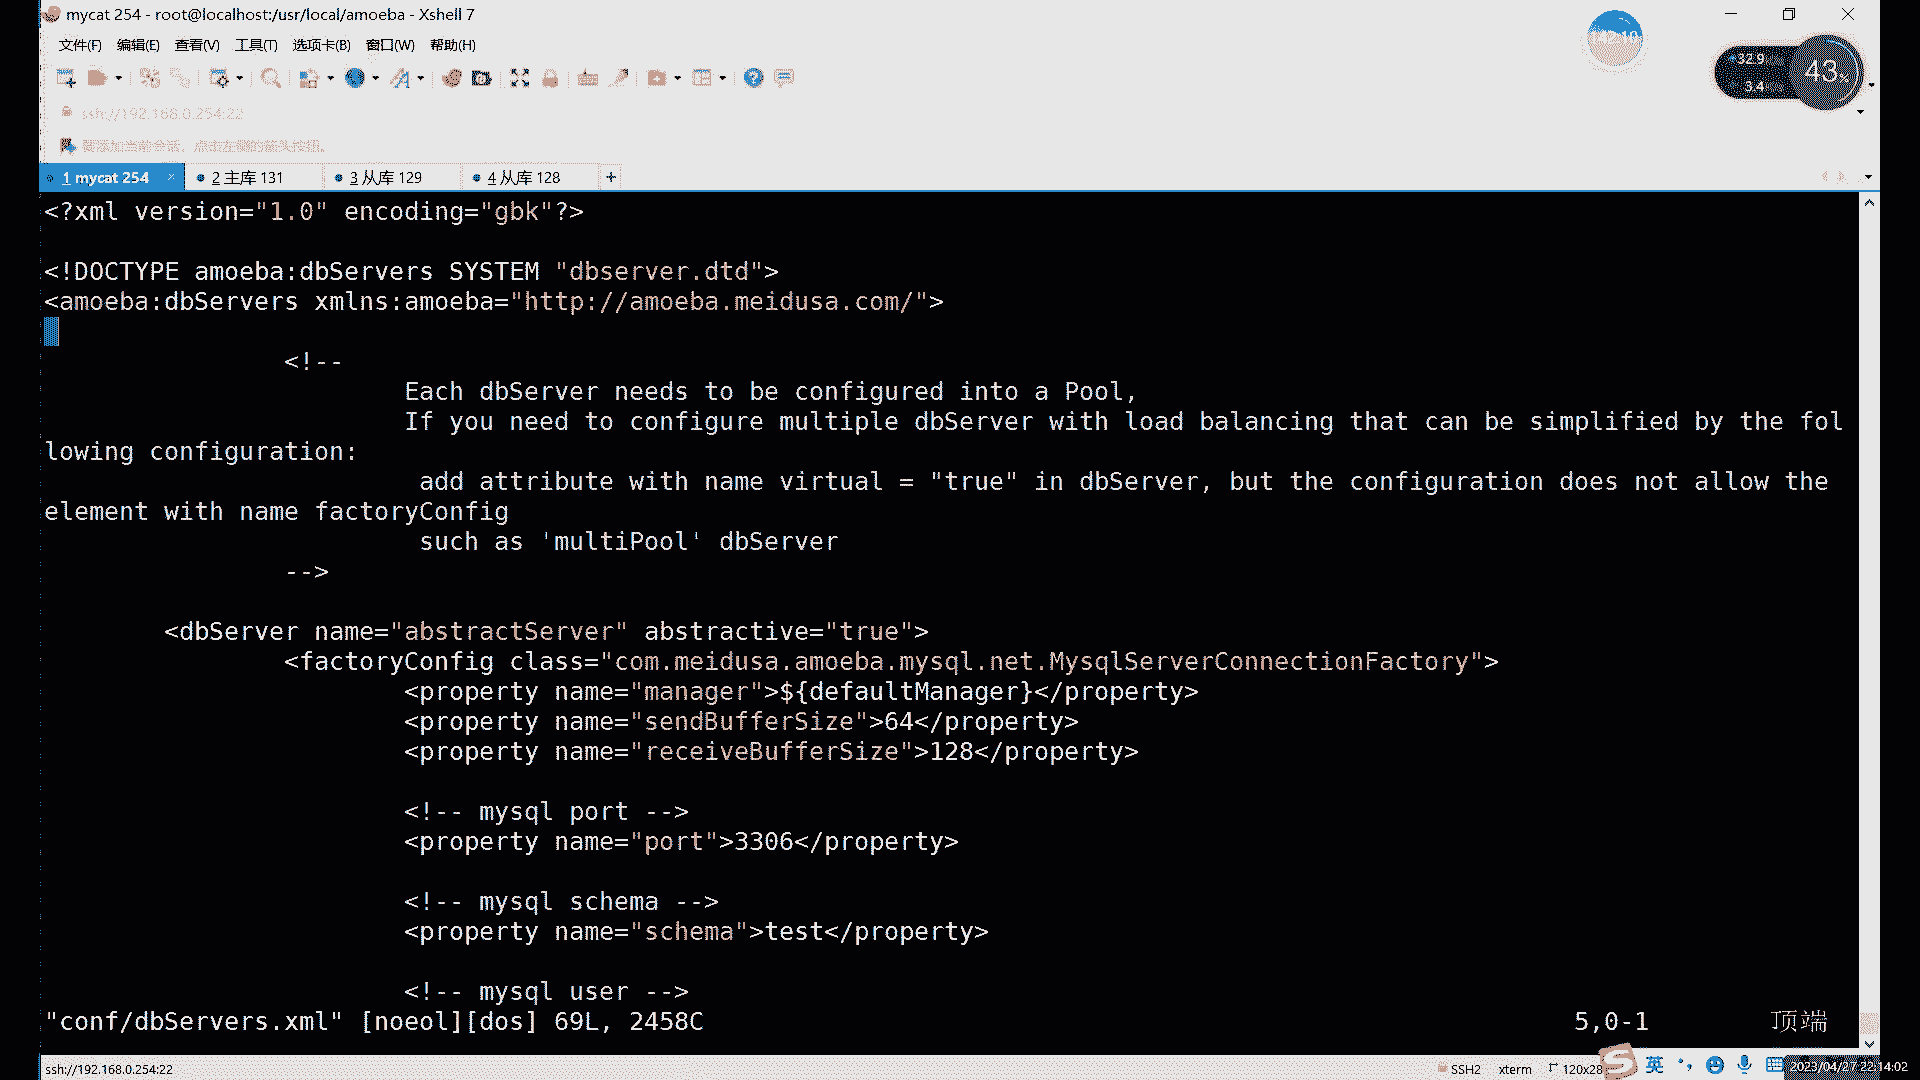 mycat 254 - root@localhost:/usr/local/amoeba - Xshell 7
文件(F) 编辑(E) 查看(V) 工具(T) 选项卡(B) 窗口(W) 帮助(H)
32.9
43%
3.4
ssh://192.168.0.254:22
要添加当前会话，点击左侧的箭头按钮。
1 mycat 254 × 2 主库 131 3 从库 129 4 从库 128 +
<?xml version="1.0" encoding="gbk"?>
<!DOCTYPE amoeba:dbServers SYSTEM "dbserver.dtd">
<amoeba:dbServers xmlns:amoeba="http://amoeba.meidusa.com/">
<!--
Each dbServer needs to be configured into a Pool,
If you need to configure multiple dbServer with load balancing that can be simplified by the fol
lowing configuration:
add attribute with name virtual = "true" in dbServer, but the configuration does not allow the
element with name factoryConfig
such as 'multiPool' dbServer
-->
<dbServer name="abstractServer" abstractive="true">
<factoryConfig class="com.meidusa.amoeba.mysql.net.MysqlServerConnectionFactory">
<property name="manager">${defaultManager}</property>
<property name="sendBufferSize">64</property>
<property name="receiveBufferSize">128</property>
<!-- mysql port -->
<property name="port">3306</property>
<!-- mysql schema -->
<property name="schema">test</property>
<!-- mysql user -->
"conf/dbServers.xml" [noeol][dos] 69L, 2458C 5,0-1 顶端
ssh://192.168.0.254:22 SSH2 xterm 120x28 英 2023/04/27 22:14:02